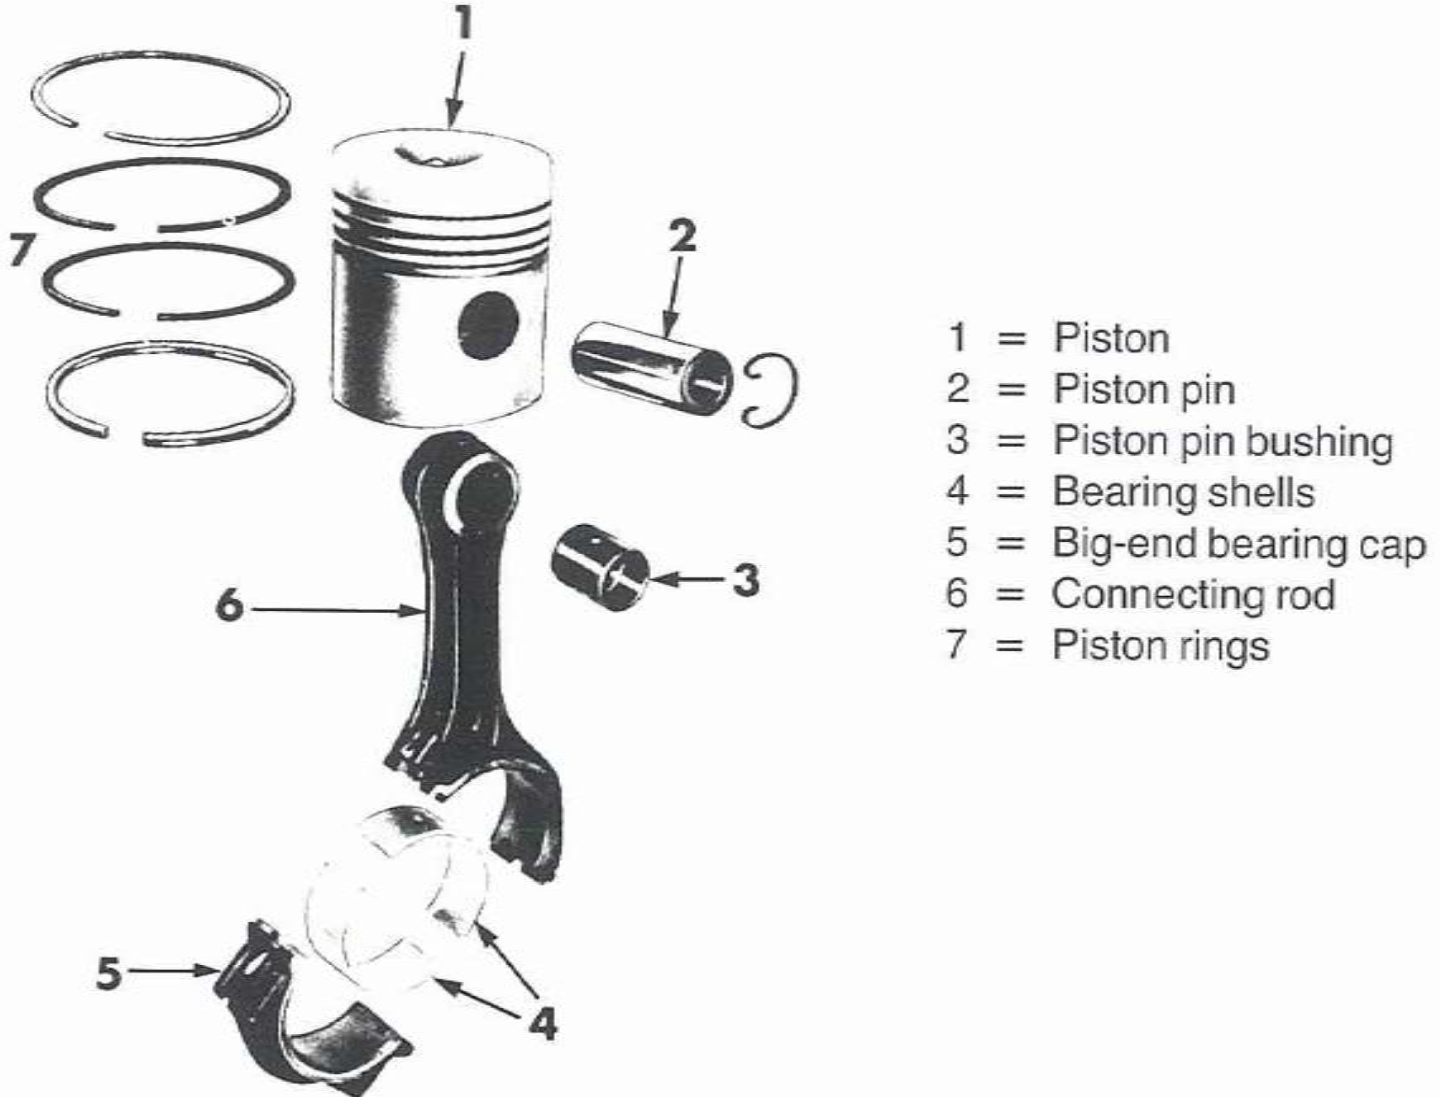 1
7
2
3
6
5
4
1 = Piston
2 = Piston pin
3 = Piston pin bushing
4 = Bearing shells
5 = Big-end bearing cap
6 = Connecting rod
7 = Piston rings